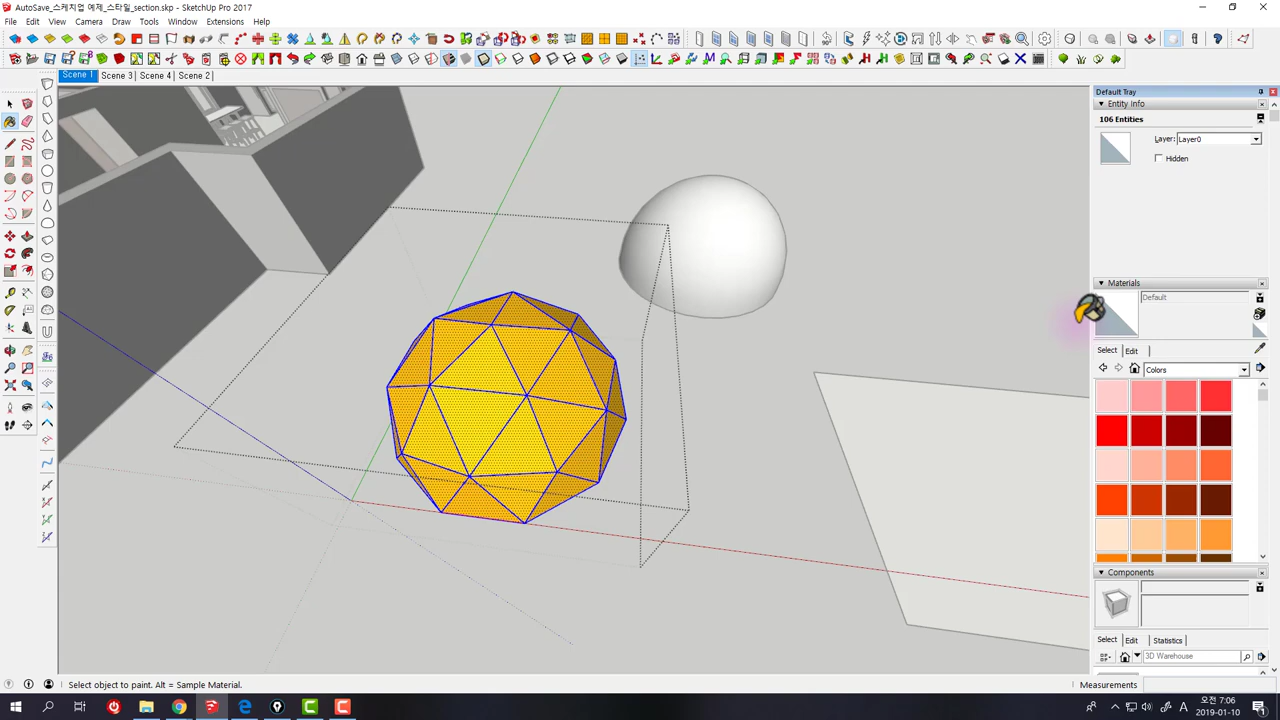 AutoSave_스케치업 예제_스타일_section.skp - SketchUp Pro 2017
File Edit View Camera Draw Tools Window Extensions Help
Scene 1 Scene 3 Scene 4 Scene 2
Default Tray
Entity Info
106 Entities
Layer: Layer0
Hidden
Materials
Default
Select Edit
Colors
Components
Select Edit Statistics
3D Warehouse
Select object to paint. Alt = Sample Material.
Measurements
A
오전 7:06
2019-01-10
1